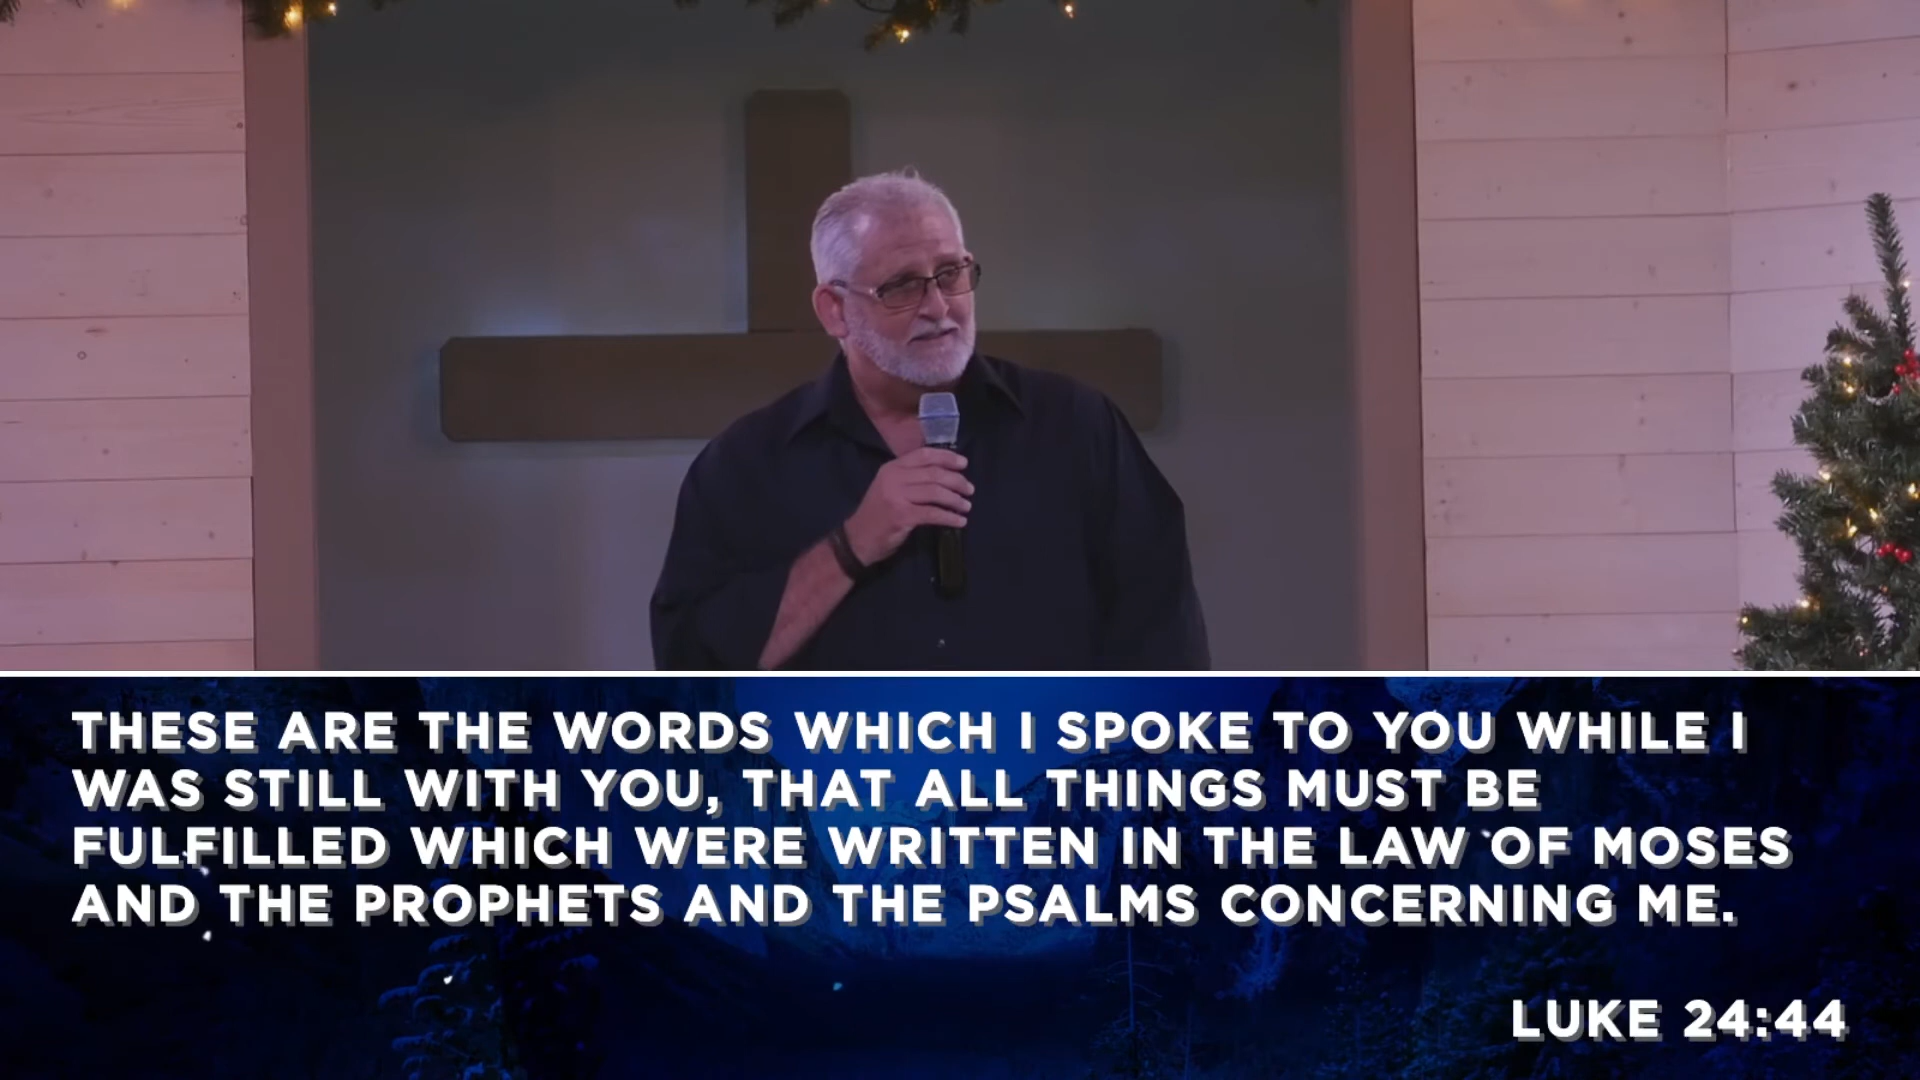 THESE ARE THE WORDS WHICH I SPOKE TO YOU WHILE I
WAS STILL WITH YOU, THAT ALL THINGS MUST BE
FULFILLED WHICH WERE WRITTEN IN THE LAW OF MOSES
AND THE PROPHETS AND THE PSALMS CONCERNING ME.
LUKE 24:44